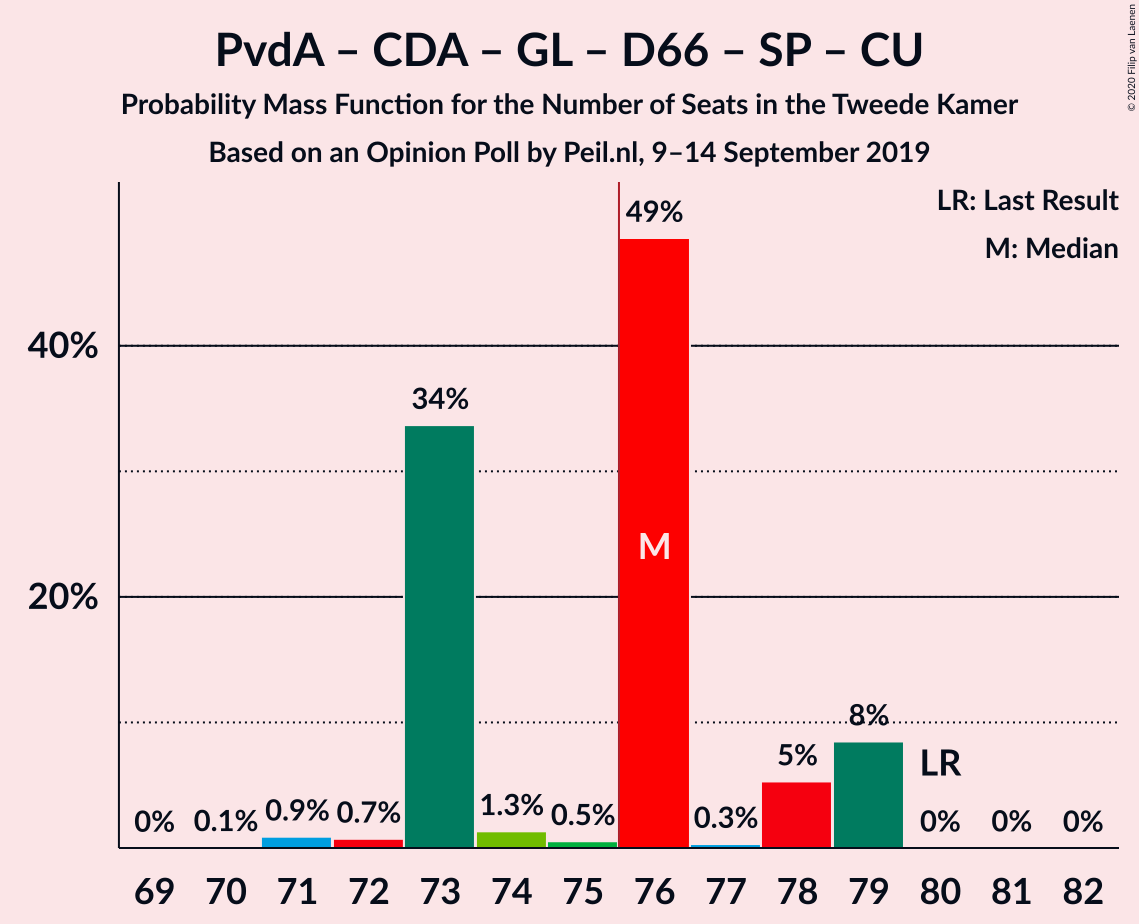 PvdA – CDA – GL – D66 – SP – CU
Probability Mass Function for the Number of Seats in the Tweede Kamer
Based on an Opinion Poll by Peil.nl, 9–14 September 2019
© 2020 Filip van Laenen
LR: Last Result
M: Median
40%
20%
0% 0.1% 0.9% 0.7% 34% 1.3% 0.5% 49% 0.3% 5% 8% 0% 0% 0%
M
LR
69 70 71 72 73 74 75 76 77 78 79 80 81 82